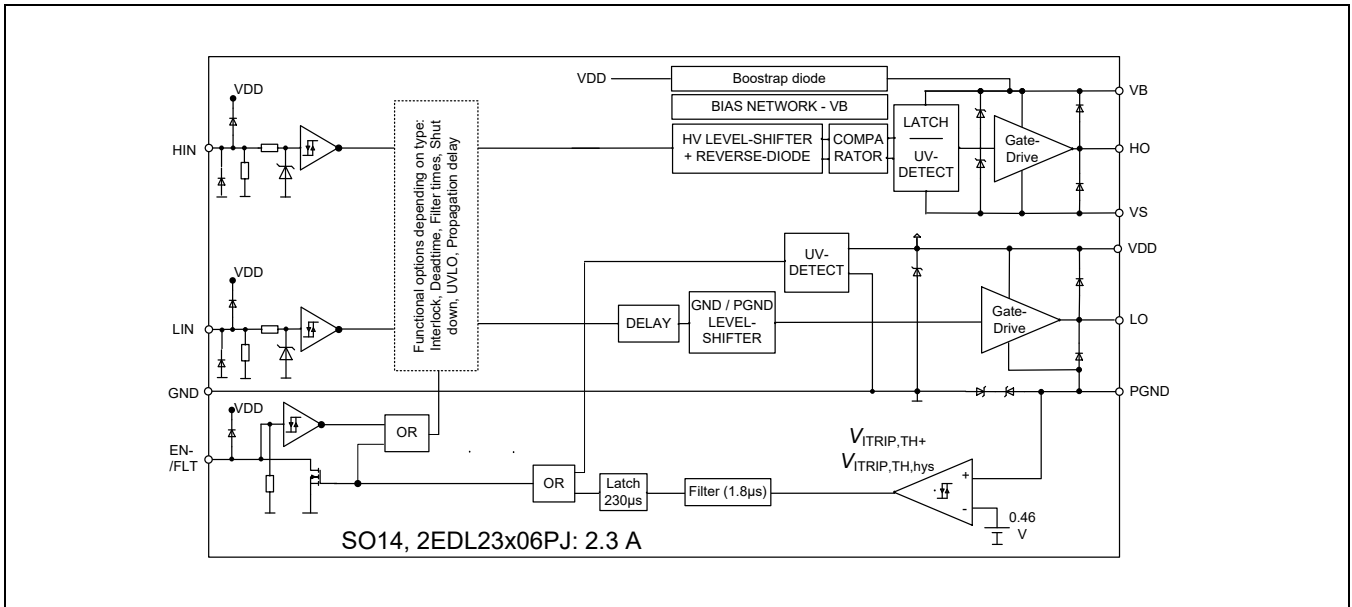 VDD
Boostrap diode
VB
VDD
BIAS NETWORK - VB
HIN
Functional options depending on type:
Interlock, Deadtime, Filter times, Shut
down, UVLO, Propagation delay
HV LEVEL-SHIFTER
+ REVERSE-DIODE
COMPA
RATOR
LATCH
UV-
DETECT
Gate-
Drive
HO
VS
VDD
VDD
UV-
DETECT
LIN
DELAY
GND / PGND
LEVEL-
SHIFTER
Gate-
Drive
LO
GND
PGND
VDD
OR
EN-
/FLT
VITRIP,TH+
VITRIP,TH,hys
OR
Latch
230µs
Filter (1.8µs)
+
-
0.46
V
SO14, 2EDL23x06PJ: 2.3 A